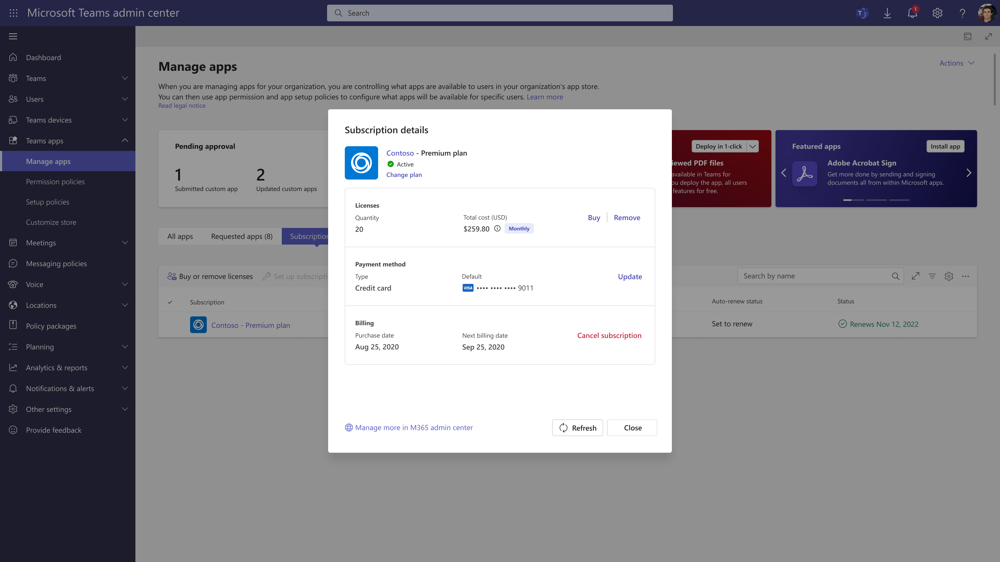 Microsoft Teams admin center
Search
1
Dashboard
Teams
Users
Teams devices
Teams apps
Manage apps
Permission policies
Setup policies
Customize store
Meetings
Messaging policies
Voice
Locations
Policy packages
Planning
Analytics & reports
Notifications & alerts
Other settings
Provide feedback
Manage apps
Actions
When you are managing apps for your organization, you are controlling what apps are available to users in your organization's app store.
You can then use app permission and app setup policies to configure what apps will be available for specific users. Learn more
Read legal notice
Pending approval
1
2
Submitted custom app
Updated custom apps
Deploy in 1-click
iewed PDF files
available in Teams for
ou deploy the app, all users
features for free.
Featured apps
Install app
Adobe Acrobat Sign
Get more done by sending and signing
documents all from within Microsoft apps.
All apps
Requested apps (8)
Subscription
Buy or remove licenses
Set up subscripti
Search by name
Subscription
Auto-renew status
Status
Contoso - Premium plan
Set to renew
Renews Nov 12, 2022
Subscription details
Contoso - Premium plan
Active
Change plan
Licenses
Quantity
Total cost (USD)
Buy
Remove
20
$259.80
Monthly
Payment method
Type
Default
Update
Credit card
VISA •••• •••• •••• 9011
Billing
Purchase date
Next billing date
Cancel subscription
Aug 25, 2020
Sep 25, 2020
Manage more in M365 admin center
Refresh
Close